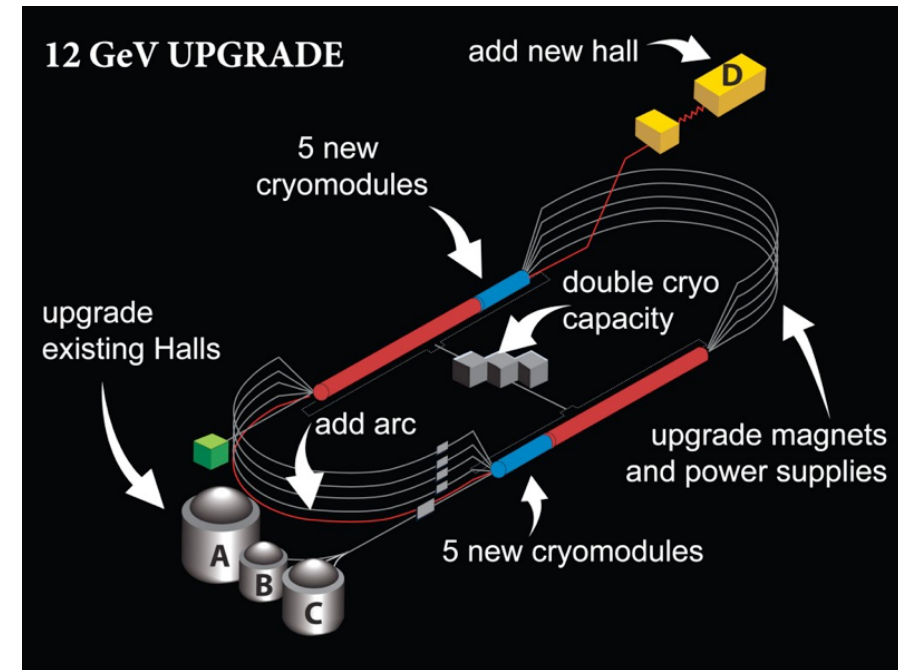 12 GeV UPGRADE
add new hall
D
5 new
cryomodules
double cryo
capacity
upgrade
existing Halls
add arc
upgrade magnets
and power supplies
5 new cryomodules
A
B
C